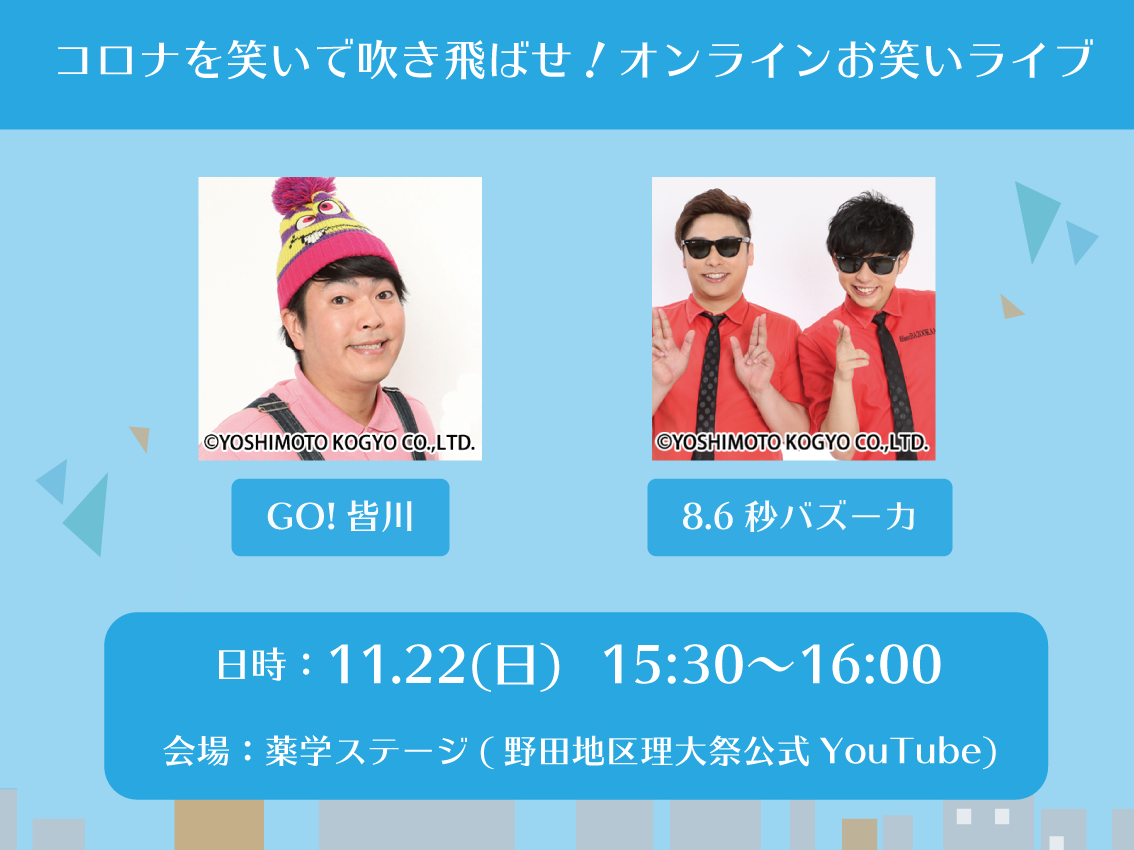 コロナを笑いで吹き飛ばせ！オンラインお笑いライブ
©YOSHIMOTO KOGYO CO.,LTD.
©YOSHIMOTO KOGYO CO.,LTD.
GO! 皆川
8.6 秒バズーカ
日時：11.22(日) 15:30〜16:00
会場：薬学ステージ ( 野田地区理大祭公式 YouTube)